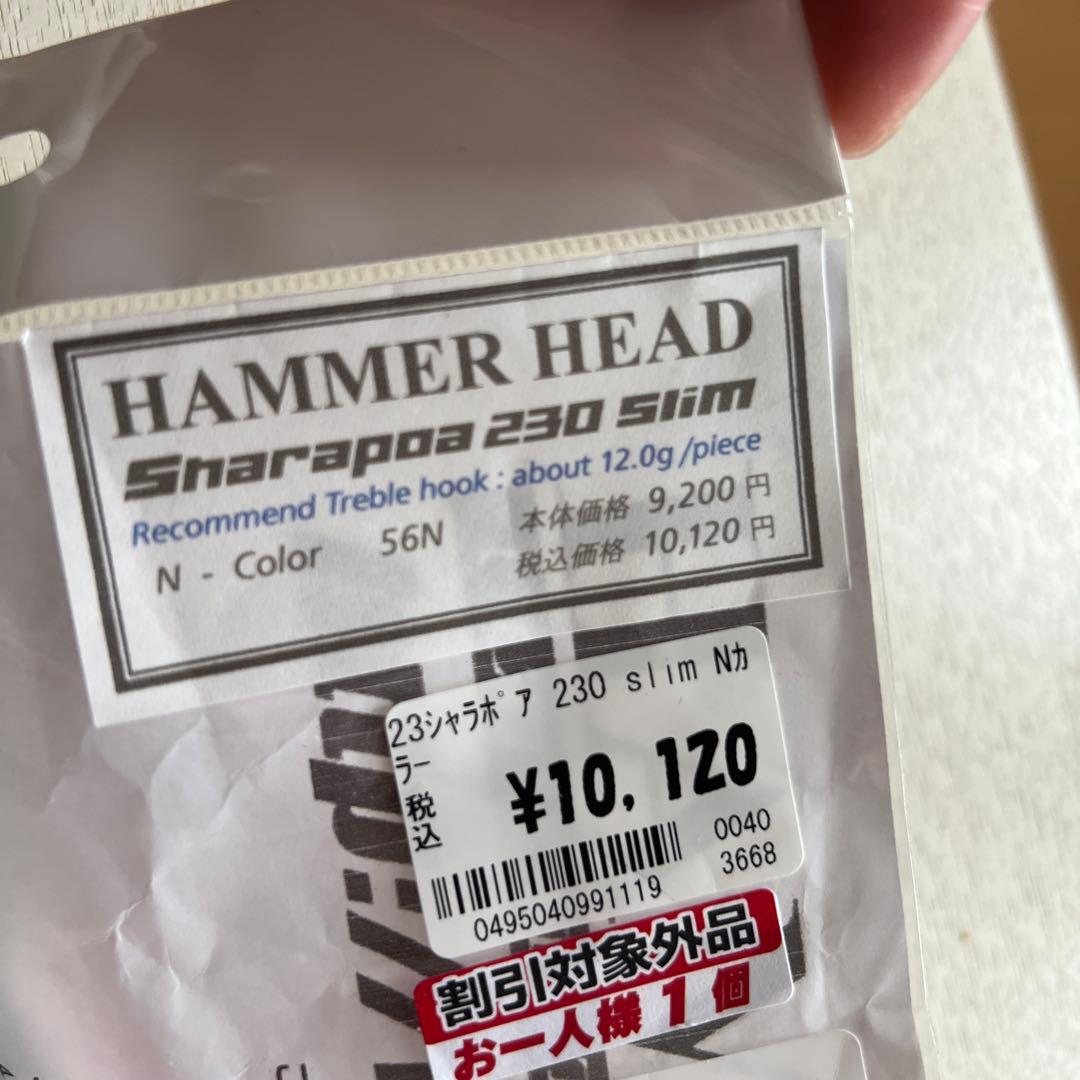 HAMMER HEAD
Sharapoa 230 Slim
Recommend Treble hook : about 12.0g /piece
N - Color 56N 本体価格 9,200 円
税込価格 10,120 円
23シャラポア 230 slim Nカ
ラー
税込 ¥10,120
0040
3668
0495040991119
割引対象外品
お一人様1個